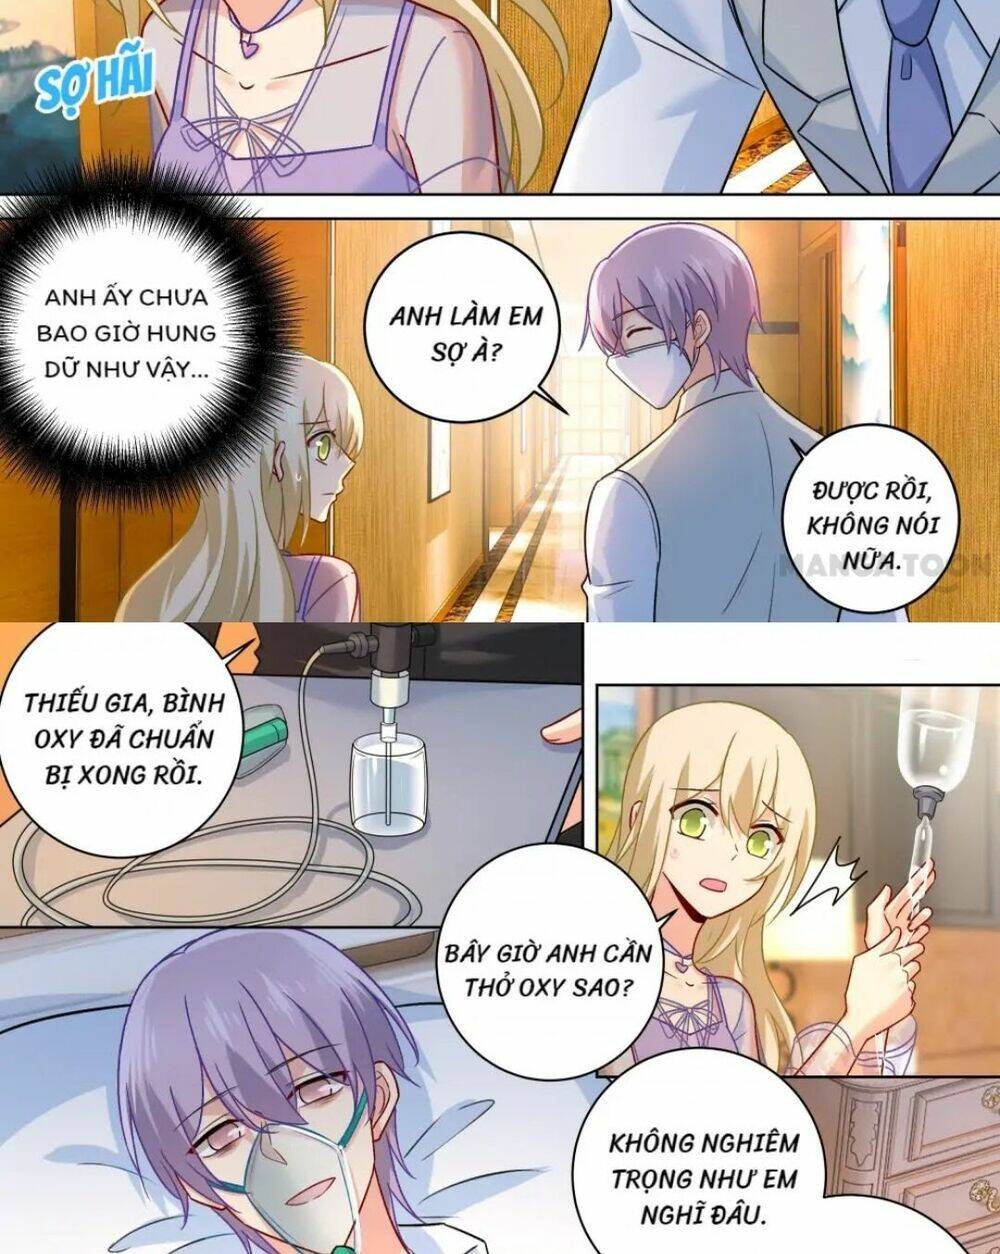 SỢ HÃI
ANH ẤY CHƯA
BAO GIỜ HUNG
DỮ NHƯ VẬY...
ANH LÀM EM
SỢ À?
ĐƯỢC RỒI,
KHÔNG NÓI
NỮA.
MANGATOON
THIẾU GIA, BÌNH
OXY ĐÃ CHUẨN
BỊ XONG RỒI.
BÂY GIỜ ANH CẦN
THỞ OXY SAO?
KHÔNG NGHIÊM
TRỌNG NHƯ EM
NGHĨ ĐÂU.